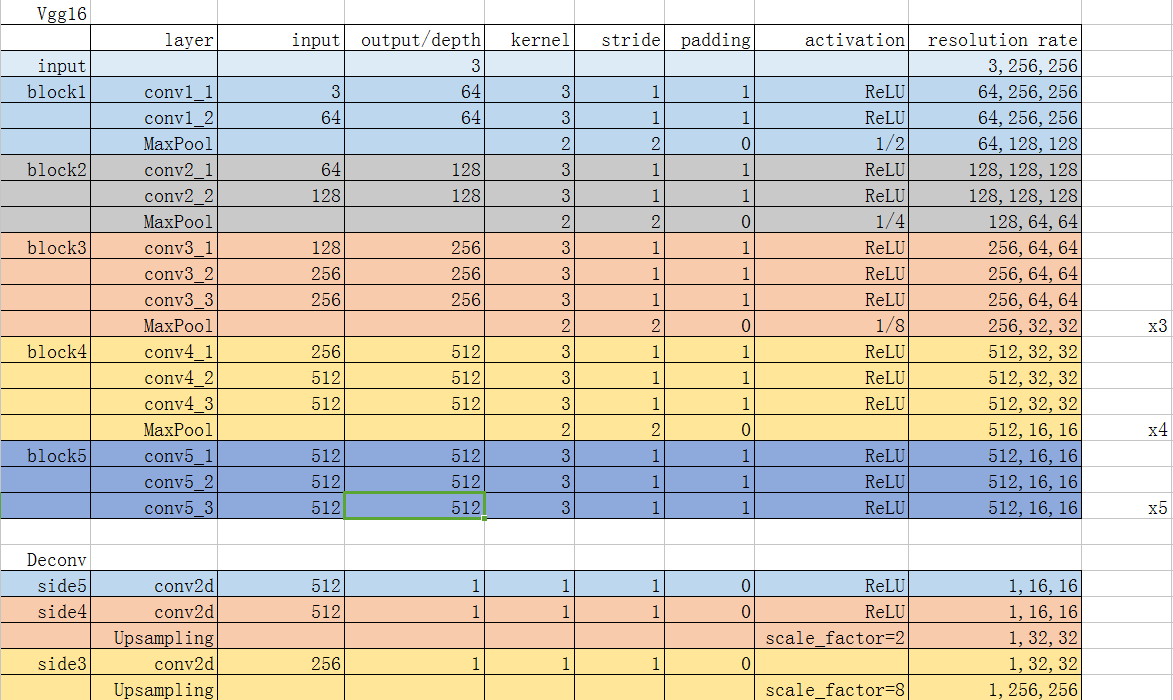 Vgg16
layer input output/depth kernel stride padding activation resolution rate
input 3 3,256,256
block1 conv1_1 3 64 3 1 1 ReLU 64,256,256
conv1_2 64 64 3 1 1 ReLU 64,256,256
MaxPool 2 2 0 1/2 64,128,128
block2 conv2_1 64 128 3 1 1 ReLU 128,128,128
conv2_2 128 128 3 1 1 ReLU 128,128,128
MaxPool 2 2 0 1/4 128,64,64
block3 conv3_1 128 256 3 1 1 ReLU 256,64,64
conv3_2 256 256 3 1 1 ReLU 256,64,64
conv3_3 256 256 3 1 1 ReLU 256,64,64
MaxPool 2 2 0 1/8 256,32,32 x3
block4 conv4_1 256 512 3 1 1 ReLU 512,32,32
conv4_2 512 512 3 1 1 ReLU 512,32,32
conv4_3 512 512 3 1 1 ReLU 512,32,32
MaxPool 2 2 0 512,16,16 x4
block5 conv5_1 512 512 3 1 1 ReLU 512,16,16
conv5_2 512 512 3 1 1 ReLU 512,16,16
conv5_3 512 512 3 1 1 ReLU 512,16,16 x5
Deconv
side5 conv2d 512 1 1 1 0 ReLU 1,16,16
side4 conv2d 512 1 1 1 0 ReLU 1,16,16
Upsampling scale_factor=2 1,32,32
side3 conv2d 256 1 1 1 0 1,32,32
Upsampling scale_factor=8 1,256,256